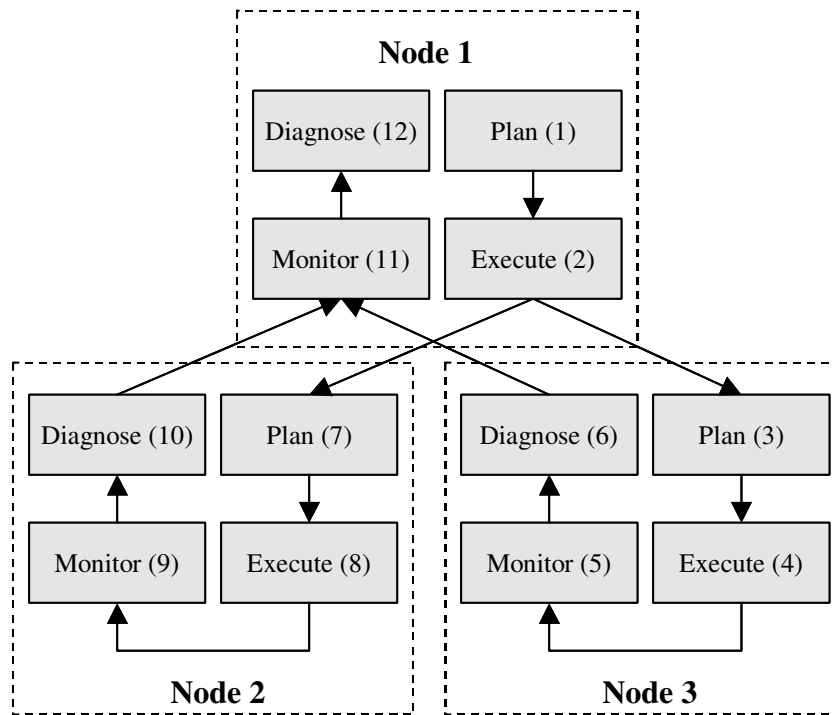 Node 1
Diagnose (12)
Plan (1)
Monitor (11)
Execute (2)
Diagnose (10)
Plan (7)
Monitor (9)
Execute (8)
Node 2
Diagnose (6)
Plan (3)
Monitor (5)
Execute (4)
Node 3